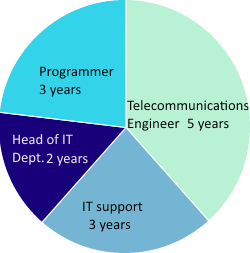 Programmer
3 years
Telecommunications
Engineer 5 years
Head of IT
Dept. 2 years
IT support
3 years